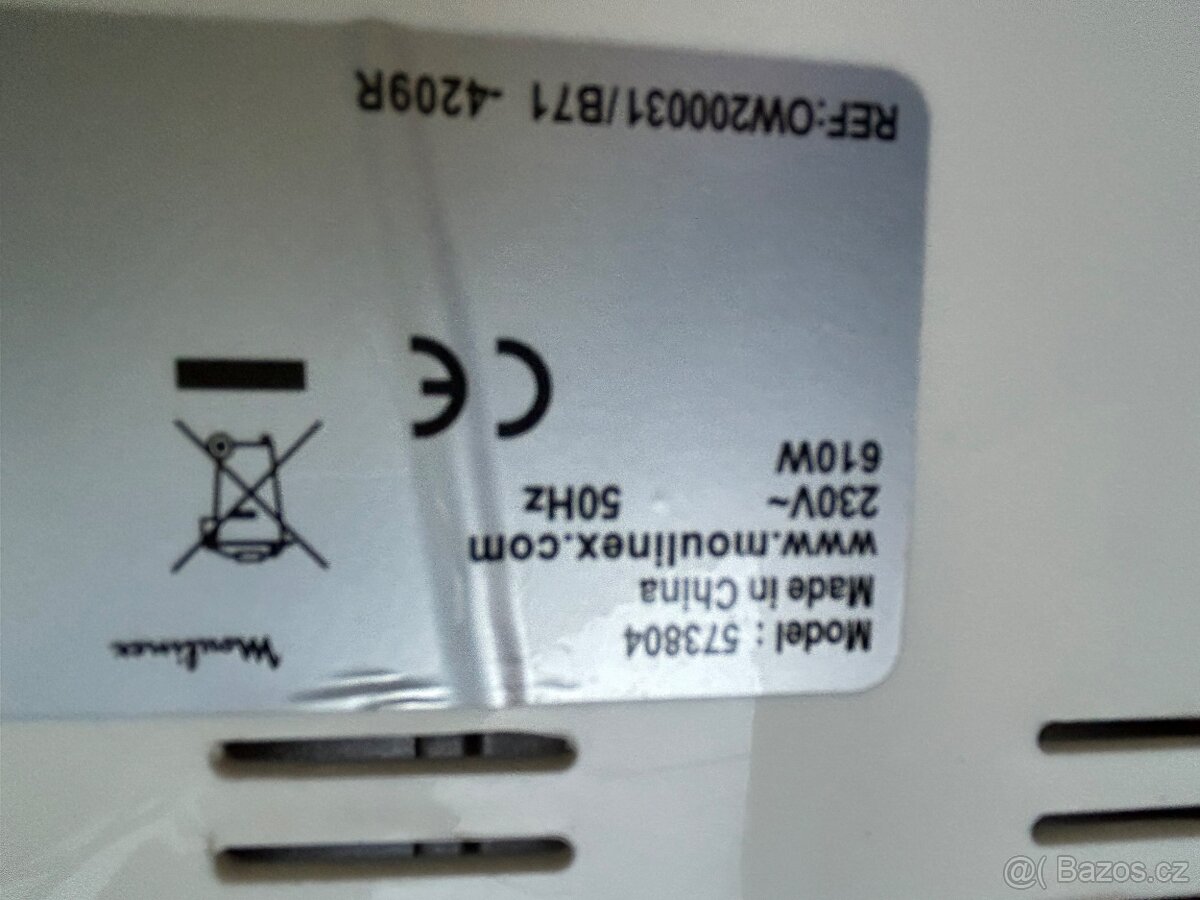 Moulinex
Model : 573804
Made in China
www.moulinex.com
230V~ 50Hz
610W
CE
REF:OW200031/B71 -4209R
@( Bazos.cz